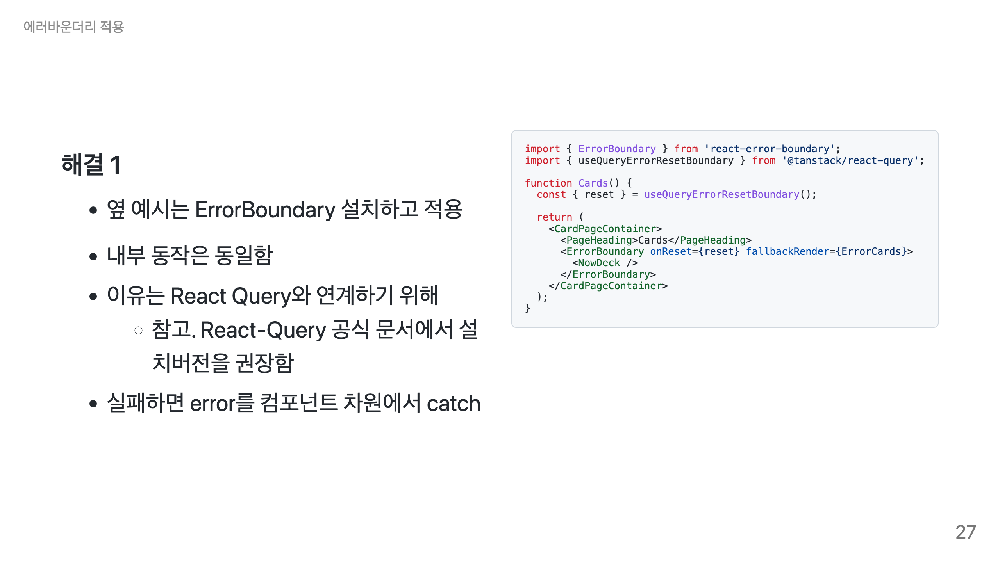 에러바운더리 적용
해결 1
• 옆 예시는 ErrorBoundary 설치하고 적용
• 내부 동작은 동일함
• 이유는 React Query와 연계하기 위해
○ 참고. React-Query 공식 문서에서 설
치버전을 권장함
• 실패하면 error를 컴포넌트 차원에서 catch
import { ErrorBoundary } from 'react-error-boundary';
import { useQueryErrorResetBoundary } from '@tanstack/react-query';
function Cards() {
  const { reset } = useQueryErrorResetBoundary();
  return (
    <CardPageContainer>
      <PageHeading>Cards</PageHeading>
      <ErrorBoundary onReset={reset} fallbackRender={ErrorCards}>
        <NowDeck />
      </ErrorBoundary>
    </CardPageContainer>
  );
}
27